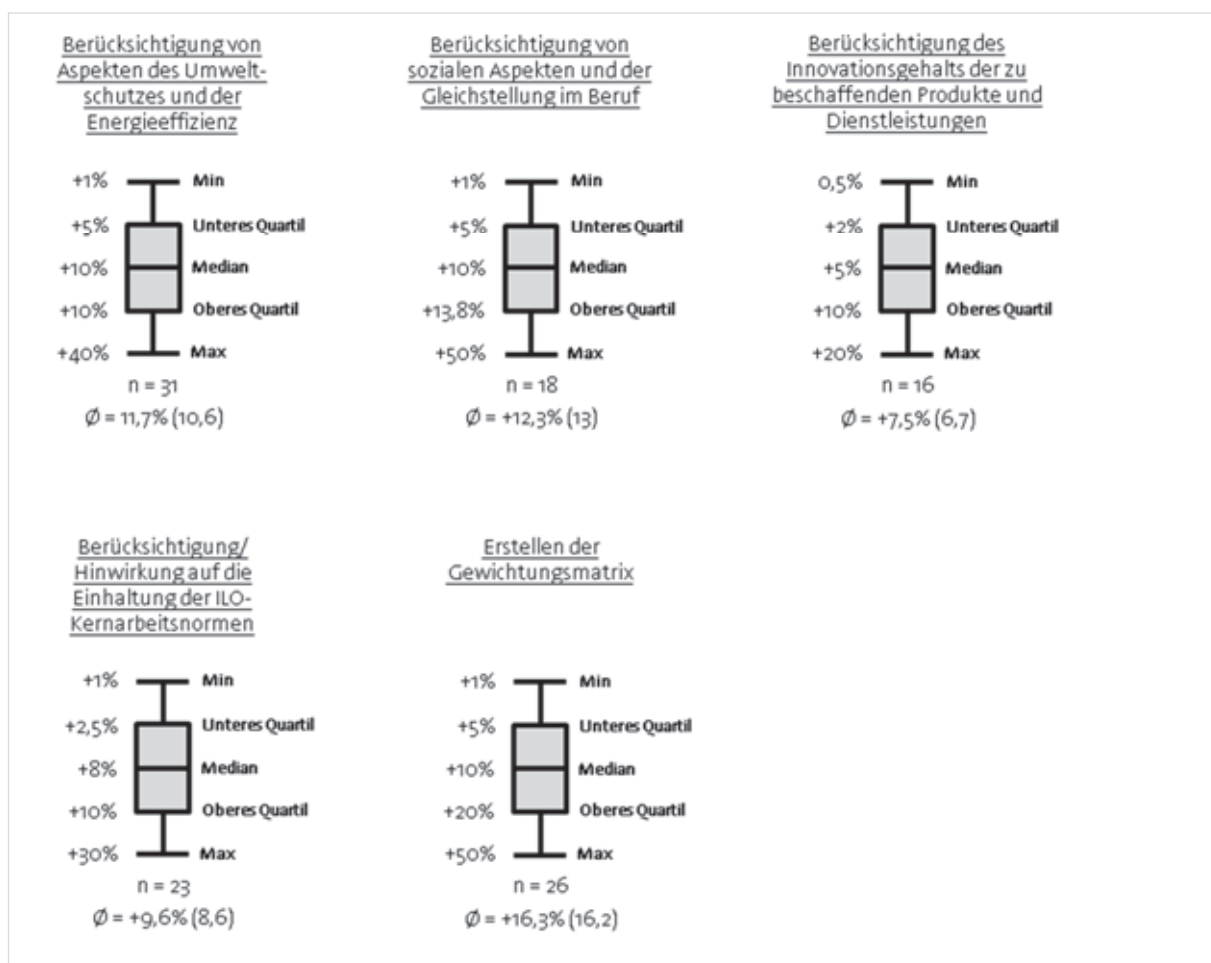 Berücksichtigung von
Aspekten des Umwelt-
schutzes und der
Energieeffizienz
+1% Min
+5% Unteres Quartil
+10% Median
+10% Oberes Quartil
+40% Max
n = 31
Ø = 11,7% (10,6)
Berücksichtigung von
sozialen Aspekten und der
Gleichstellung im Beruf
+1% Min
+5% Unteres Quartil
+10% Median
+13,8% Oberes Quartil
+50% Max
n = 18
Ø = +12,3% (13)
Berücksichtigung des
Innovationsgehalts der zu
beschaffenden Produkte und
Dienstleistungen
0,5% Min
+2% Unteres Quartil
+5% Median
+10% Oberes Quartil
+20% Max
n = 16
Ø = +7,5% (6,7)
Berücksichtigung/
Hinwirkung auf die
Einhaltung der ILO-
Kernarbeitsnormen
+1% Min
+2,5% Unteres Quartil
+8% Median
+10% Oberes Quartil
+30% Max
n = 23
Ø = +9,6% (8,6)
Erstellen der
Gewichtungsmatrix
+1% Min
+5% Unteres Quartil
+10% Median
+20% Oberes Quartil
+50% Max
n = 26
Ø = +16,3% (16,2)